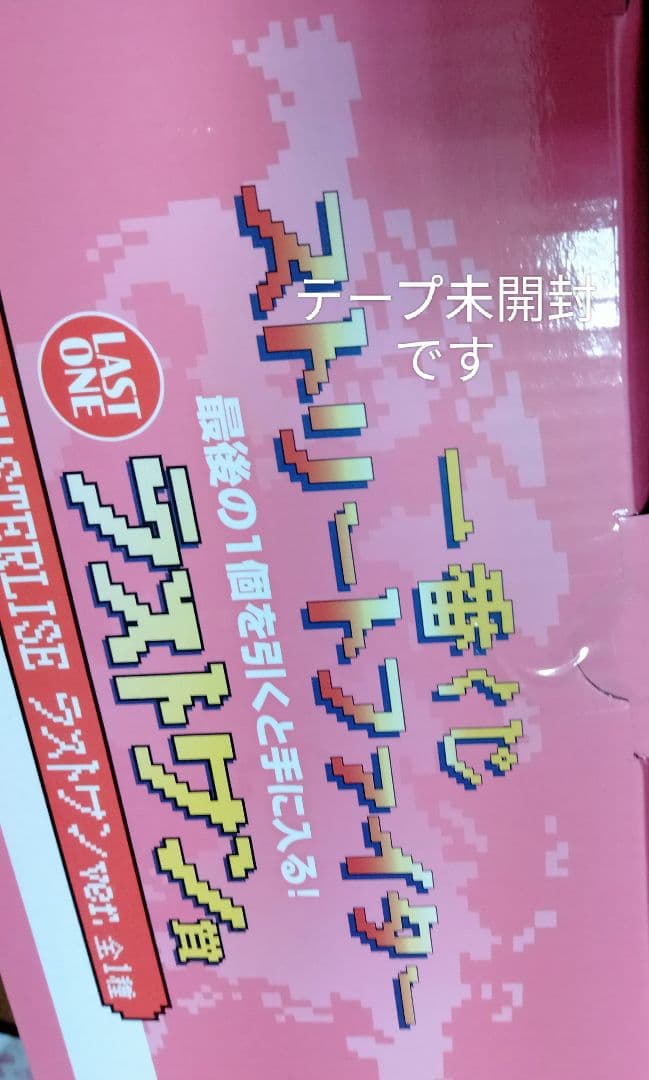 テープ未開封
です
一番くじ
ストリートファイター
最後の1個を引くと手に入る!
LAST
ONE
ラストワン賞
STERLISE ラストワンver. 全1種